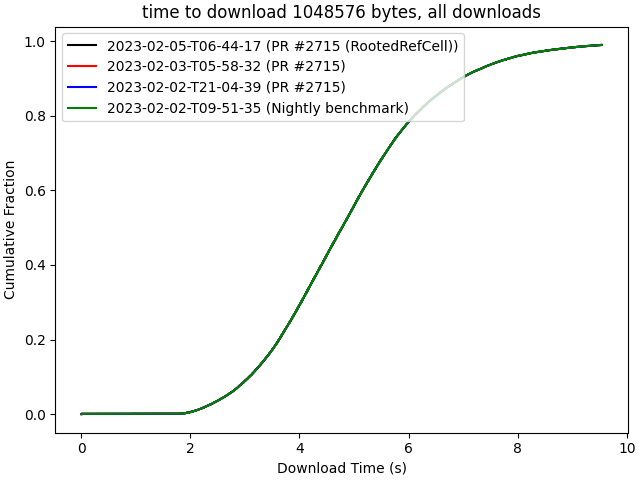 time to download 1048576 bytes, all downloads
2023-02-05-T06-44-17 (PR #2715 (RootedRefCell))
2023-02-03-T05-58-32 (PR #2715)
2023-02-02-T21-04-39 (PR #2715)
2023-02-02-T09-51-35 (Nightly benchmark)
Cumulative Fraction
1.0
0.8
0.6
0.4
0.2
0.0
0 2 4 6 8 10
Download Time (s)